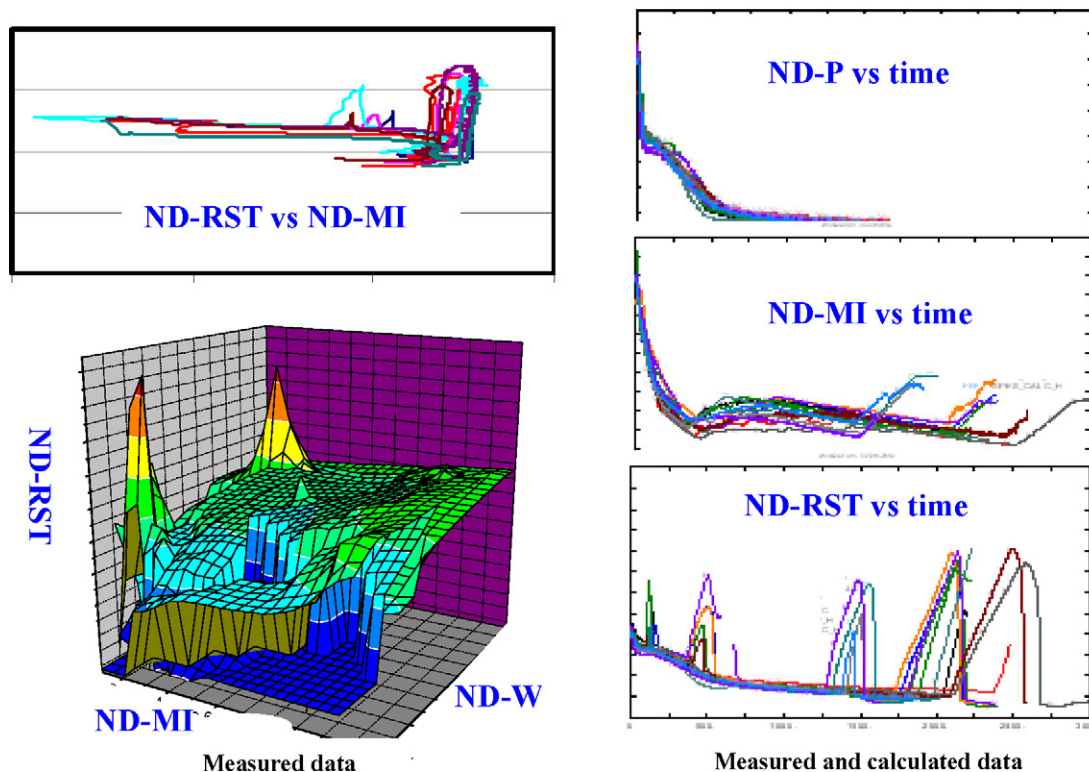 ND-RST vs ND-MI
ND-RST
ND-MI
ND-W
Measured data
ND-P vs time
ND-MI vs time
ND-RST vs time
Measured and calculated data